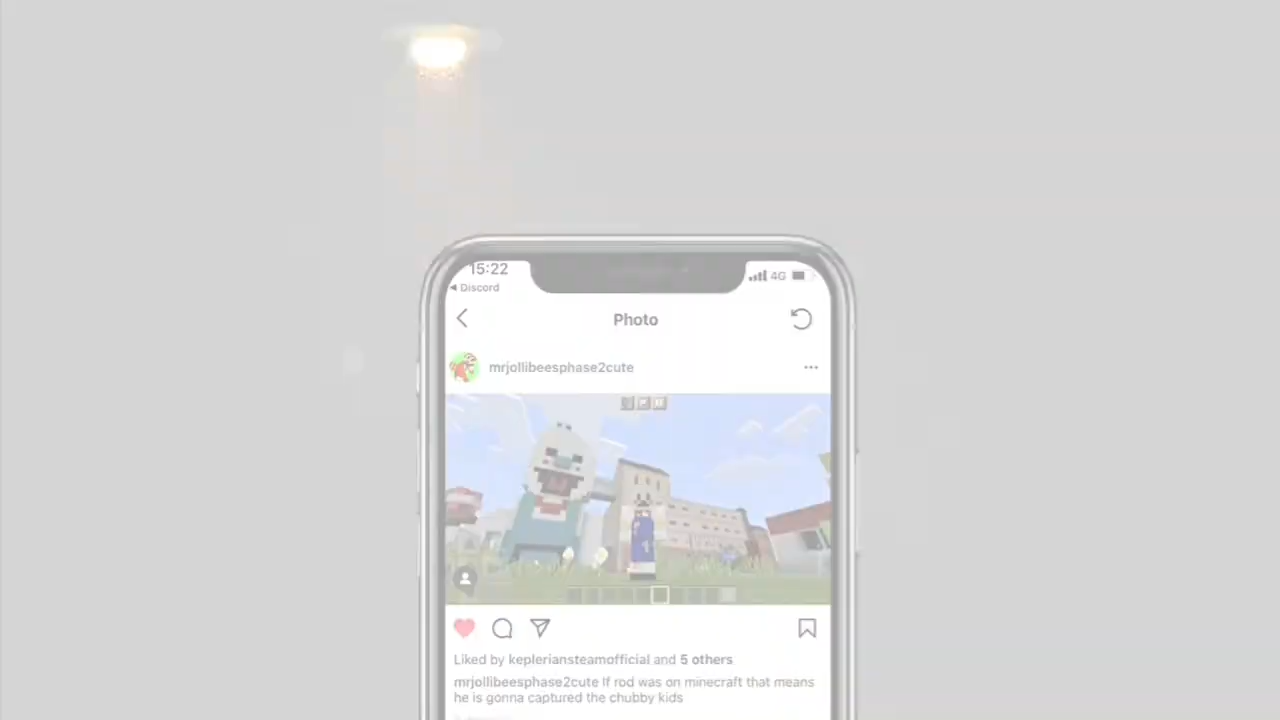 15:22
4G
Discord
Photo
mrjollibeesphase2cute
Liked by kepleriansteamofficial and 5 others
mrjollibeesphase2cute If rod was on minecraft that means
he is gonna captured the chubby kids